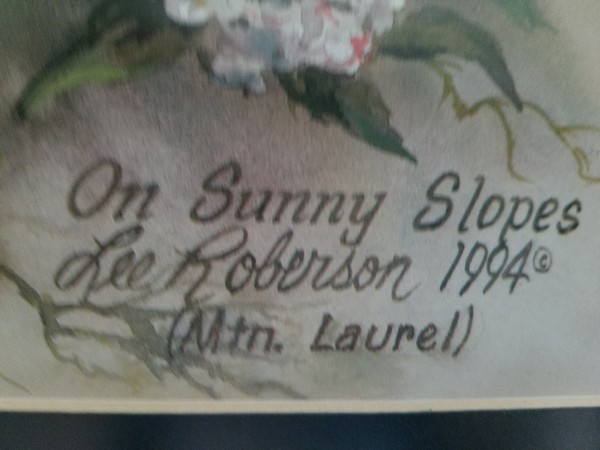 On Sunny Slopes
Lee Roberson 1994©
(Mtn. Laurel)